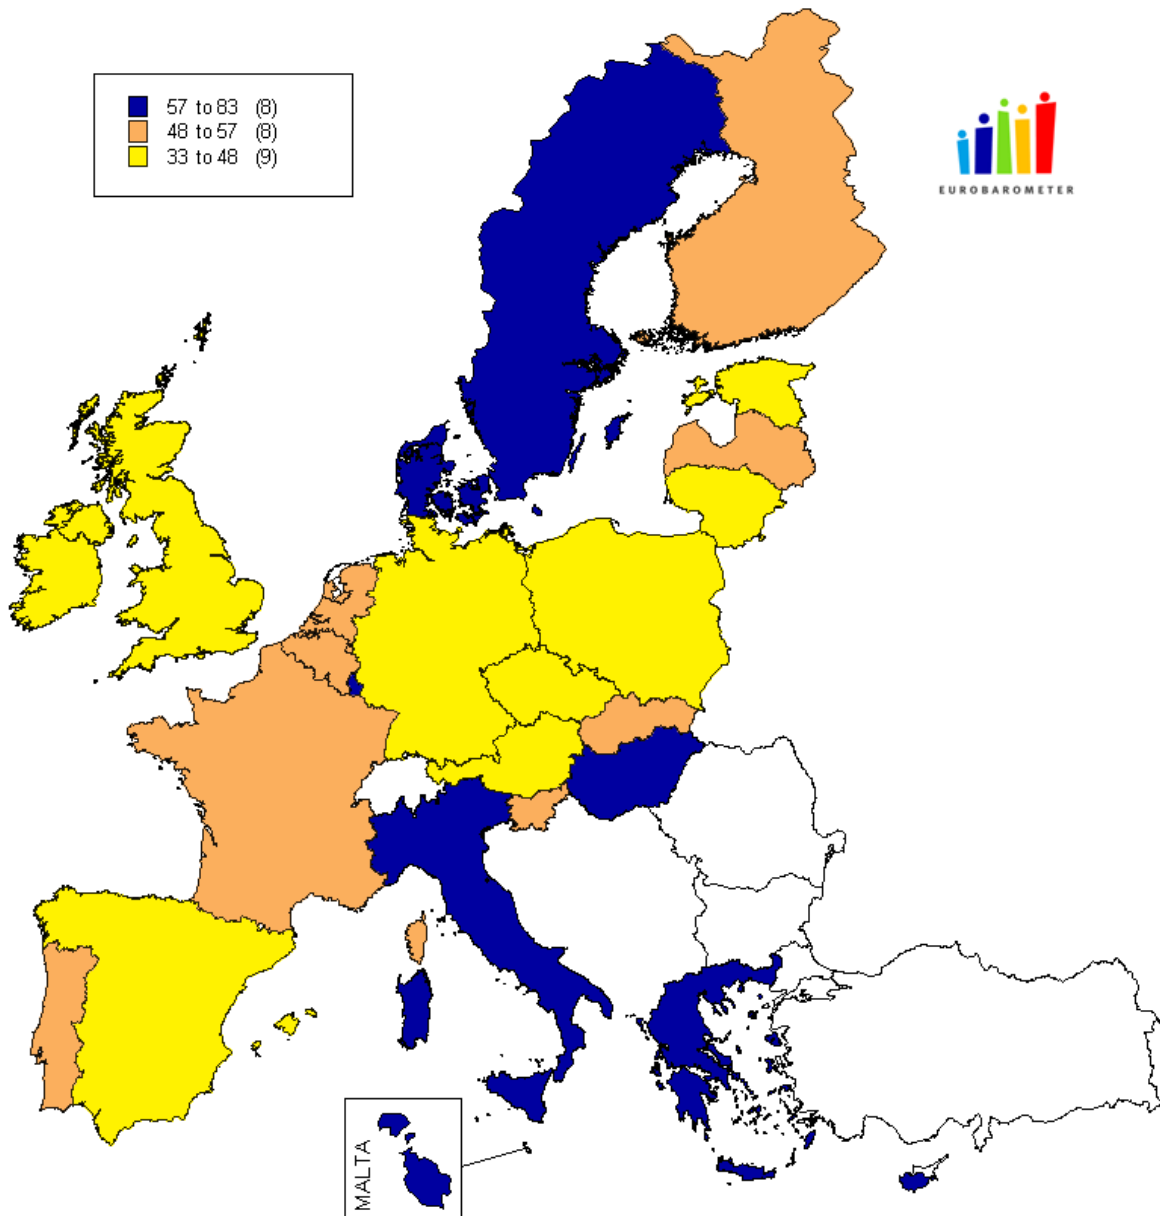 57 to 83 (8)
48 to 57 (8)
33 to 48 (9)
EUROBAROMETER
MALTA